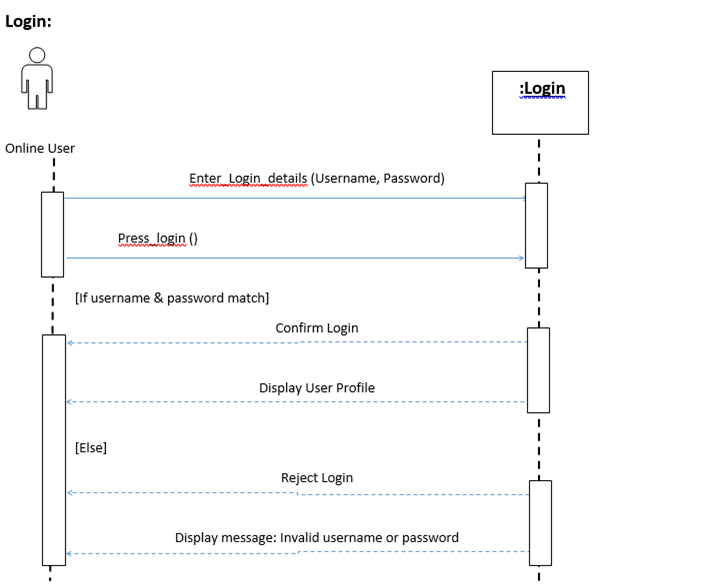 Login:
:Login
Online User
Enter_Login_details (Username, Password)
Press_login ()
[If username & password match]
Confirm Login
Display User Profile
[Else]
Reject Login
Display message: Invalid username or password